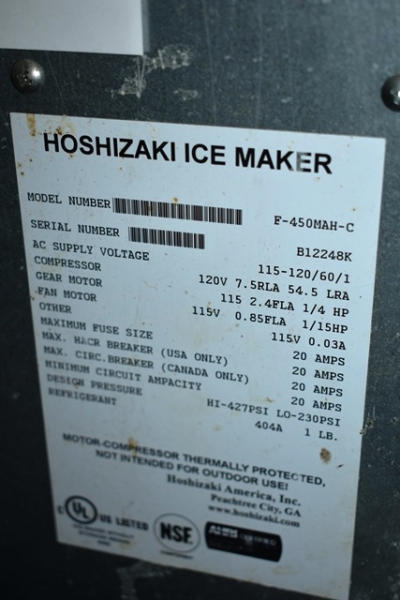 HOSHIZAKI ICE MAKER
MODEL NUMBER F-450MAH-C
SERIAL NUMBER B12248K
AC SUPPLY VOLTAGE 115-120/60/1
COMPRESSOR 120V 7.5RLA 54.5 LRA
GEAR MOTOR 115 2.4FLA 1/4 HP
FAN MOTOR 115V 0.85FLA 1/15HP
OTHER 115V 0.03A
MAXIMUM FUSE SIZE 20 AMPS
MAX. HACR BREAKER (USA ONLY) 20 AMPS
MAX. CIRC.BREAKER (CANADA ONLY) 20 AMPS
MINIMUM CIRCUIT AMPACITY 20 AMPS
DESIGN PRESSURE HI-427PSI LO-230PSI
REFRIGERANT 404A 1 LB.
MOTOR-COMPRESSOR THERMALLY PROTECTED,
NOT INTENDED FOR OUTDOOR USE!
Hoshizaki America, Inc.
Peachtree City, GA
www.hoshizaki.com
C UL US LISTED
NSF
COMPONENT